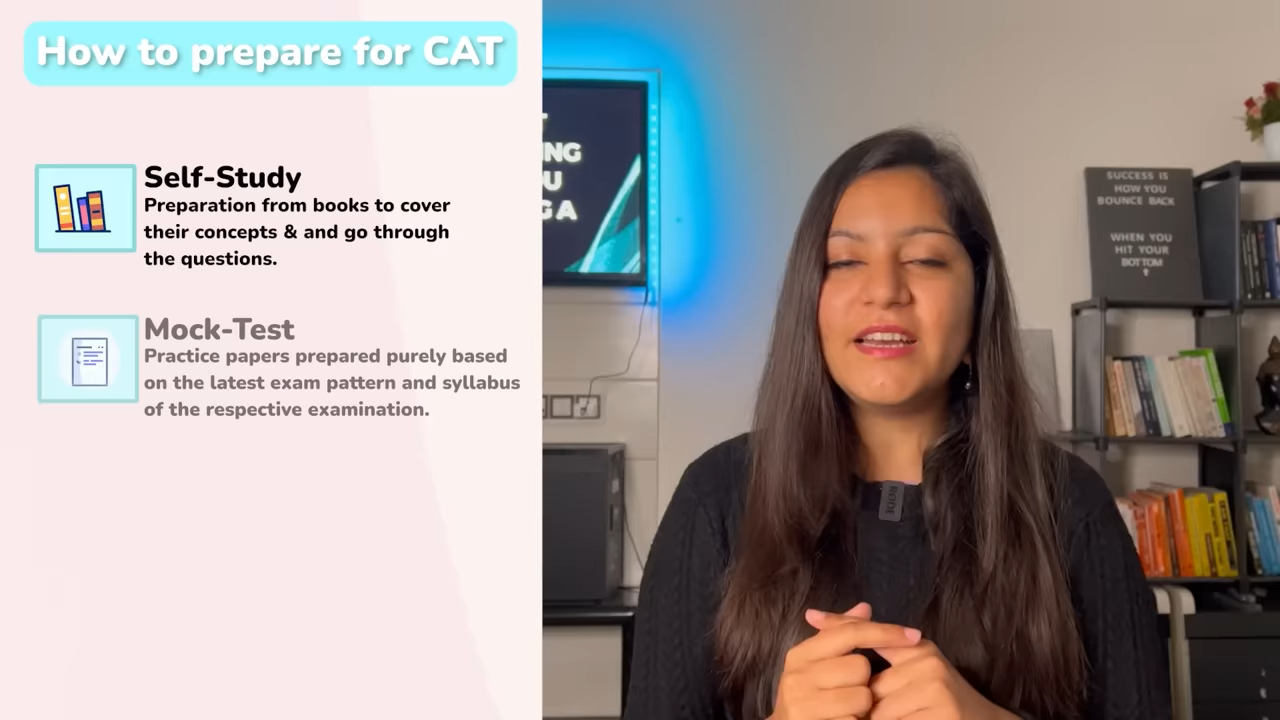 How to prepare for CAT
Self-Study
Preparation from books to cover
their concepts & and go through
the questions.
Mock-Test
Practice papers prepared purely based
on the latest exam pattern and syllabus
of the respective examination.
SUCCESS IS
HOW YOU
BOUNCE BACK
WHEN YOU
HIT YOUR
BOTTOM
RODE